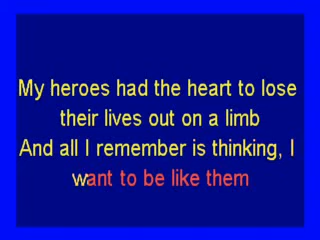 My heroes had the heart to lose
their lives out on a limb
And all I remember is thinking, I
want to be like them